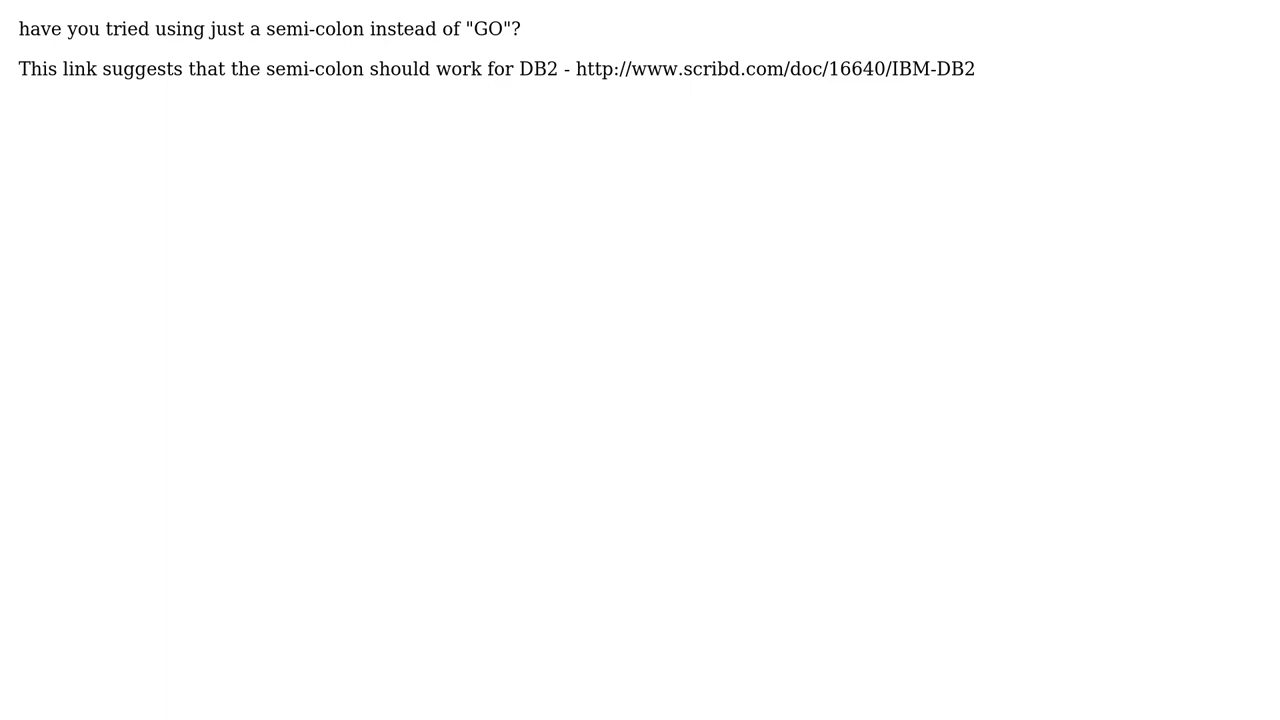 have you tried using just a semi-colon instead of "GO"?
This link suggests that the semi-colon should work for DB2 - http://www.scribd.com/doc/16640/IBM-DB2